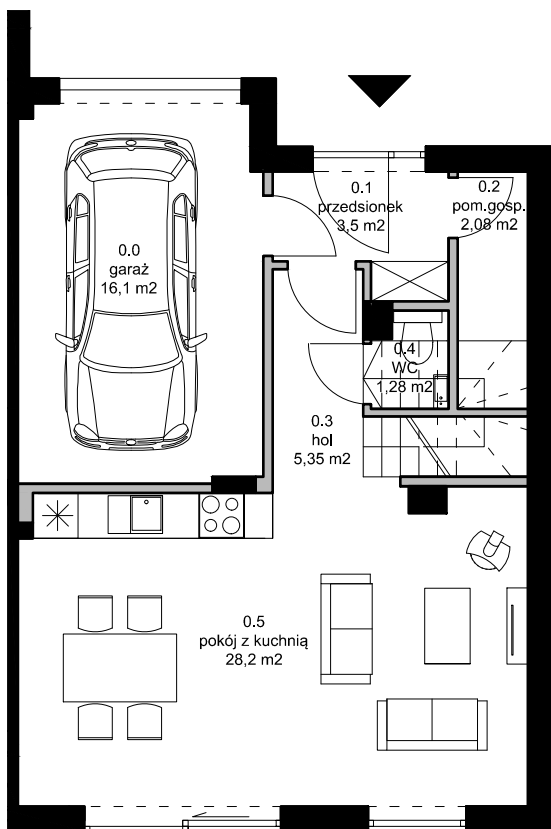 0.0
garaż
16,1 m2
0.1
przedsionek
3,5 m2
0.2
pom.gosp.
2,08 m2
0.4
WC
1,28 m2
0.3
hol
5,35 m2
0.5
pokój z kuchnią
28,2 m2